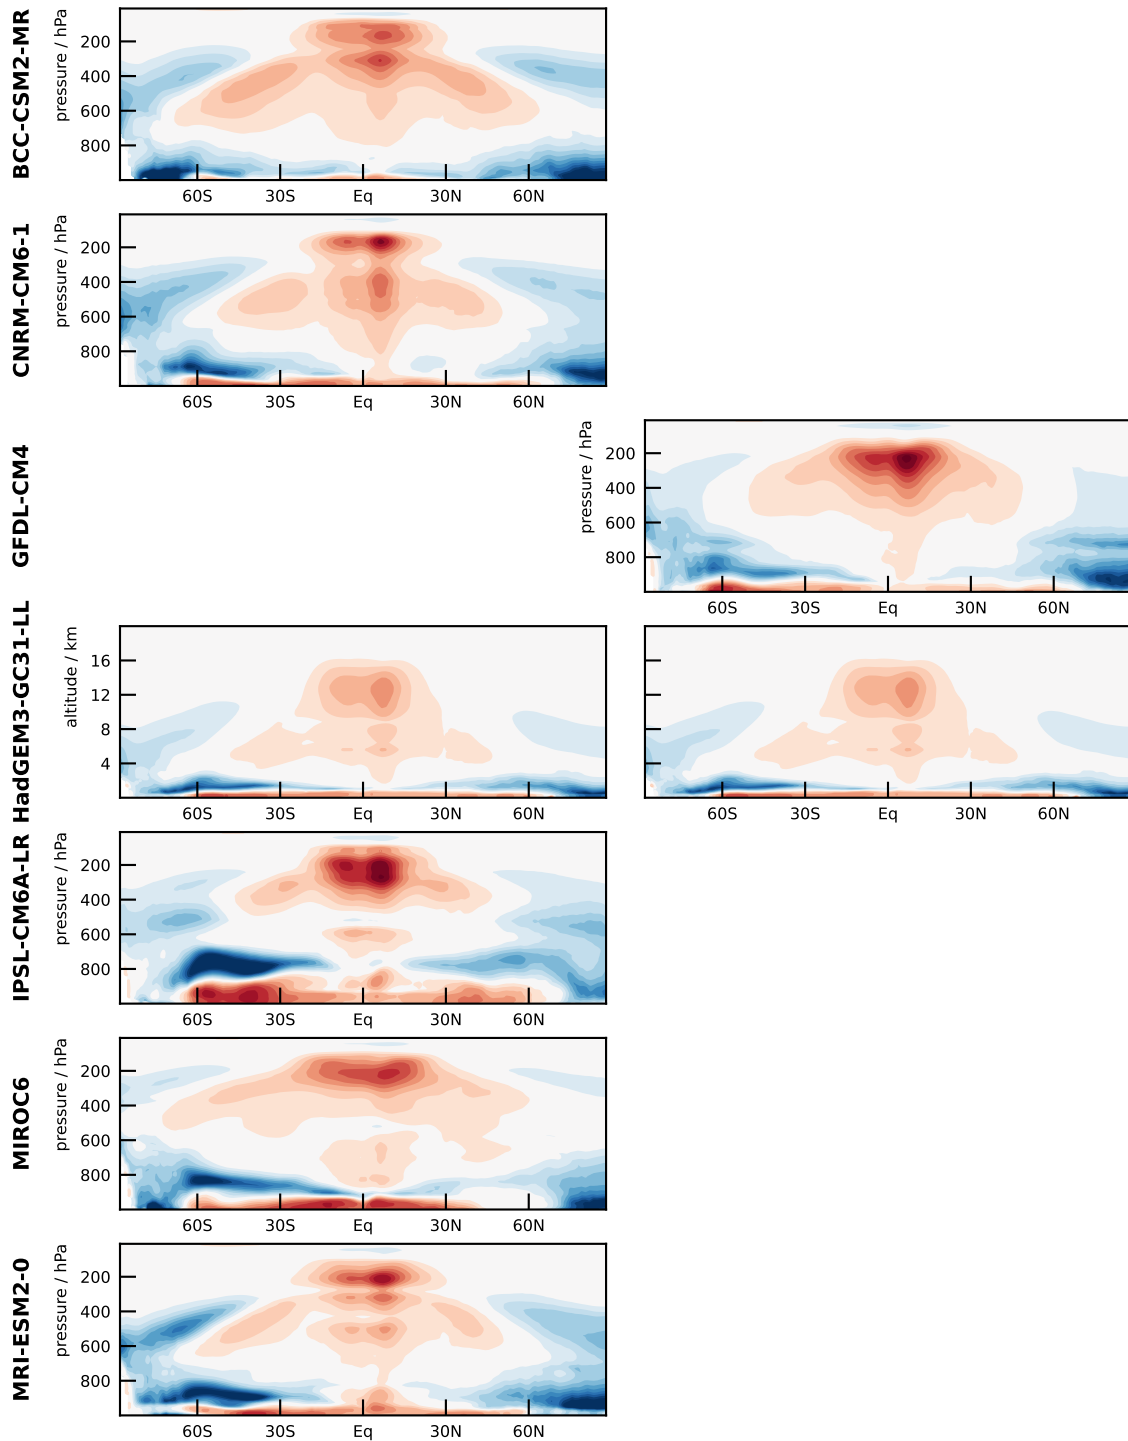 BCC-CSM2-MR
pressure / hPa
200
400
600
800
60S 30S Eq 30N 60N
CNRM-CM6-1
pressure / hPa
200
400
600
800
60S 30S Eq 30N 60N
GFDL-CM4
pressure / hPa
200
400
600
800
60S 30S Eq 30N 60N
HadGEM3-GC31-LL
altitude / km
16
12
8
4
60S 30S Eq 30N 60N
60S 30S Eq 30N 60N
IPSL-CM6A-LR
pressure / hPa
200
400
600
800
60S 30S Eq 30N 60N
MIROC6
pressure / hPa
200
400
600
800
60S 30S Eq 30N 60N
MRI-ESM2-0
pressure / hPa
200
400
600
800
60S 30S Eq 30N 60N